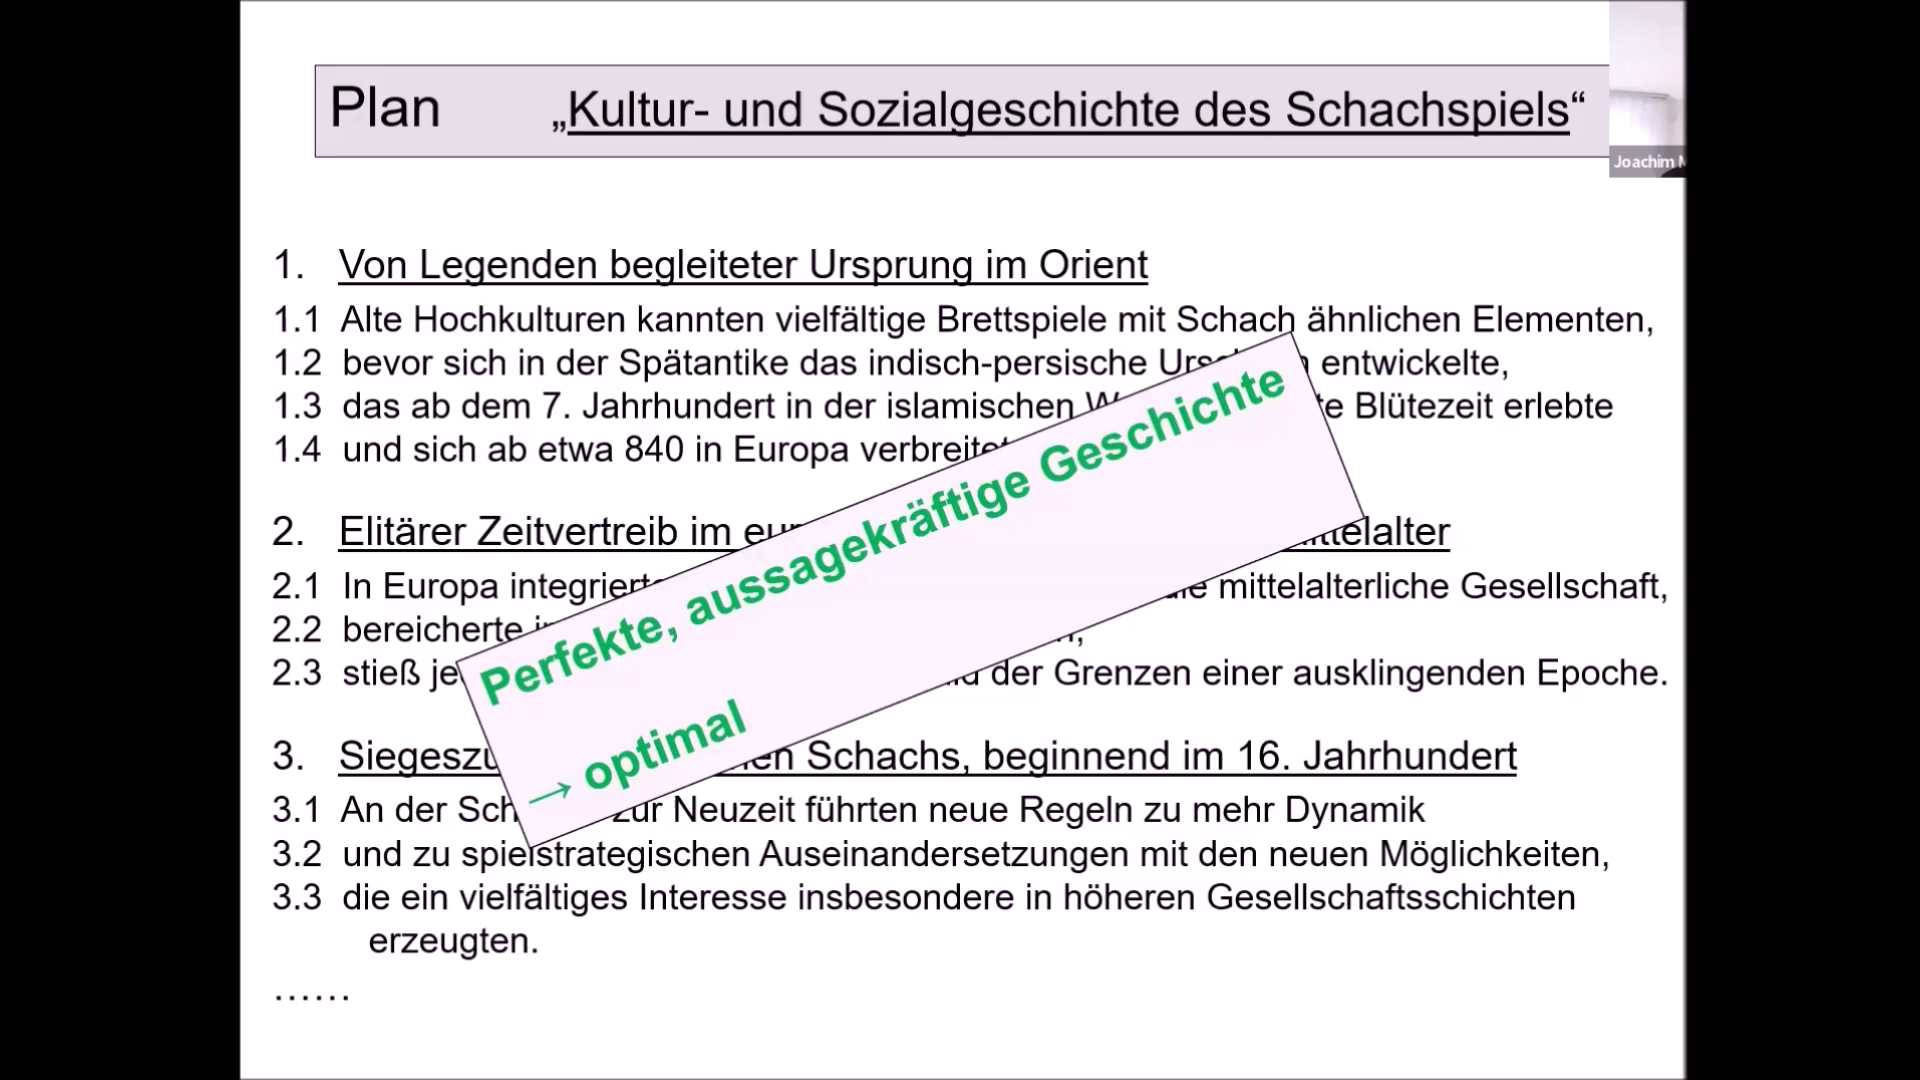 Plan „Kultur- und Sozialgeschichte des Schachspiels“
Joachim
1. Von Legenden begleiteter Ursprung im Orient
1.1 Alte Hochkulturen kannten vielfältige Brettspiele mit Schach ähnlichen Elementen,
1.2 bevor sich in der Spätantike das indisch-persische entwickelte,
1.3 das ab dem 7. Jahrhundert in der islamischen Blütezeit erlebte
1.4 und sich ab etwa 840 in Europa
2. Elitärer Zeitvertreib im
2.1 In Europa mittelalterliche Gesellschaft,
2.2 bereicherte
2.3 stieß der Grenzen einer ausklingenden Epoche.
Perfekte, aussagekräftige Geschichte
→ optimal
3. Schachs, beginnend im 16. Jahrhundert
3.1 An der zur Neuzeit führten neue Regeln zu mehr Dynamik
3.2 und zu spielstrategischen Auseinandersetzungen mit den neuen Möglichkeiten,
3.3 die ein vielfältiges Interesse insbesondere in höheren Gesellschaftsschichten
erzeugten.
......